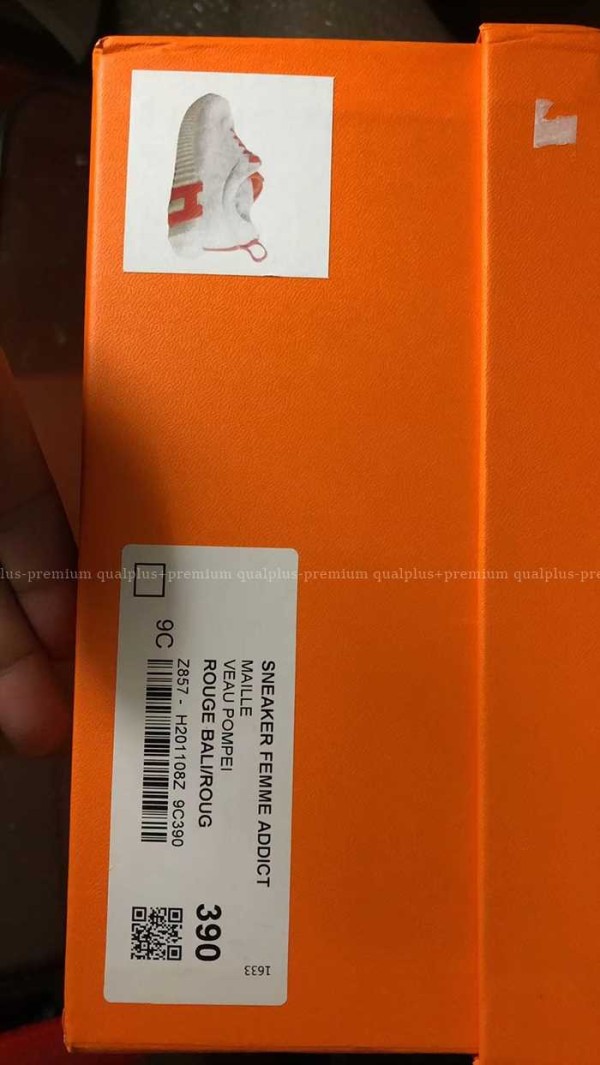 SNEAKER FEMME ADDICT
MAILLE
VEAU POMPEI
ROUGE BALI/ROUG
9C
Z857 - H201108Z 9C390
390
1633
H
lus-premium qualplus+premium qualplus-premium qualplus+premium qualplus-pre